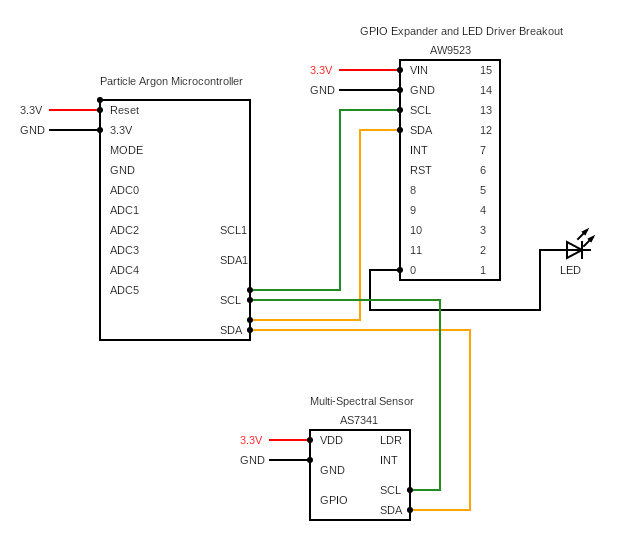 GPIO Expander and LED Driver Breakout
AW9523
3.3V VIN 15
GND GND 14
SCL 13
SDA 12
INT 7
RST 6
8 5
9 4
10 3
11 2
0 1
LED
Particle Argon Microcontroller
3.3V Reset
GND 3.3V
MODE
GND
ADC0
ADC1
ADC2 SCL1
ADC3 SDA1
ADC4
ADC5 SCL
SDA
Multi-Spectral Sensor
AS7341
3.3V VDD LDR
GND INT
GND
SCL
GPIO
SDA